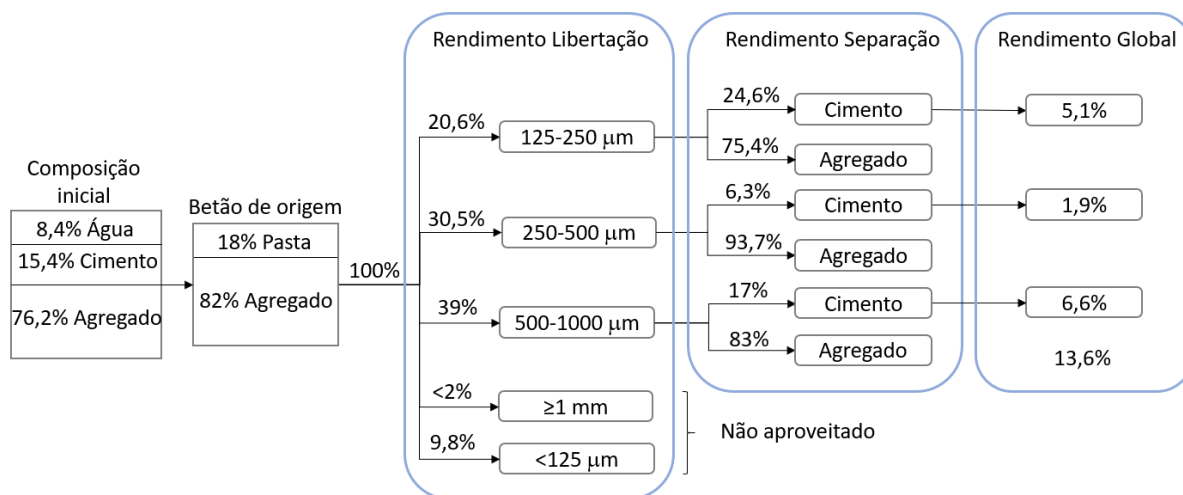 Rendimento Libertação
Rendimento Separação
Rendimento Global
Composição
inicial
8,4% Água
15,4% Cimento
76,2% Agregado
Betão de origem
18% Pasta
82% Agregado
100%
20,6%
125-250 μm
30,5%
250-500 μm
39%
500-1000 μm
<2%
≥1 mm
9,8%
<125 μm
24,6%
Cimento
75,4%
Agregado
6,3%
Cimento
93,7%
Agregado
17%
Cimento
83%
Agregado
Não aproveitado
5,1%
1,9%
6,6%
13,6%